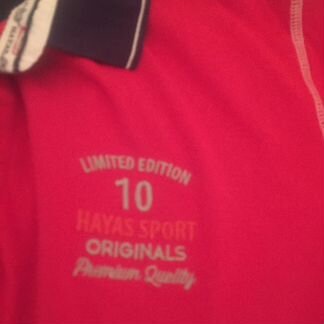 LIMITED EDITION
10
HAYAS SPORT
ORIGINALS
Premium Quality